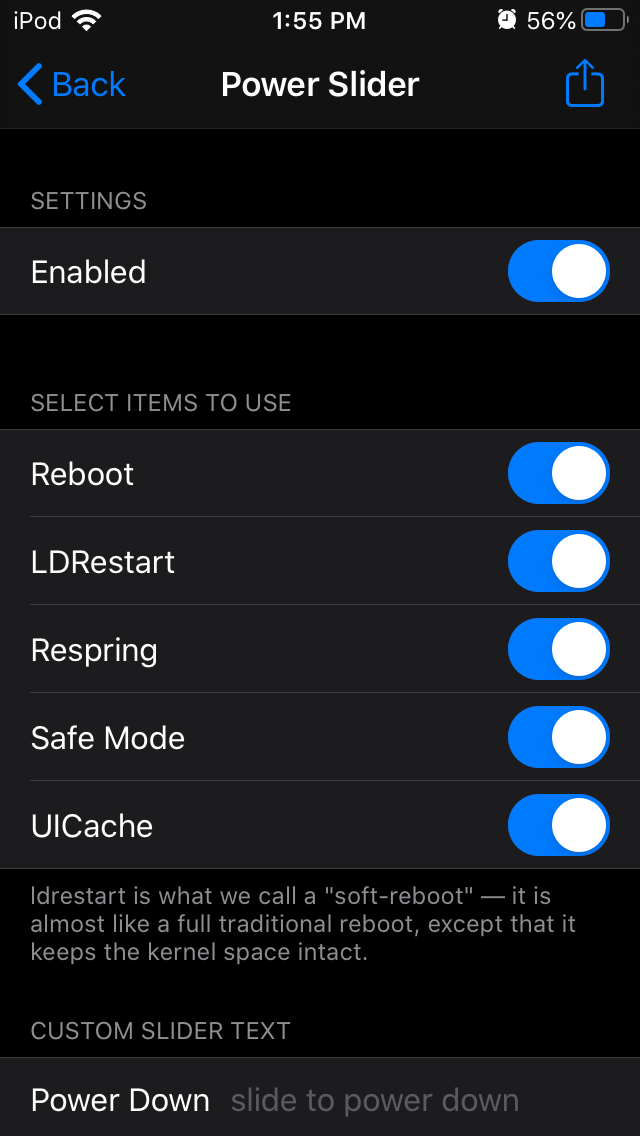 iPod 1:55 PM 56%
Back Power Slider
SETTINGS
Enabled
SELECT ITEMS TO USE
Reboot
LDRestart
Respring
Safe Mode
UICache
ldrestart is what we call a "soft-reboot" — it is
almost like a full traditional reboot, except that it
keeps the kernel space intact.
CUSTOM SLIDER TEXT
Power Down slide to power down